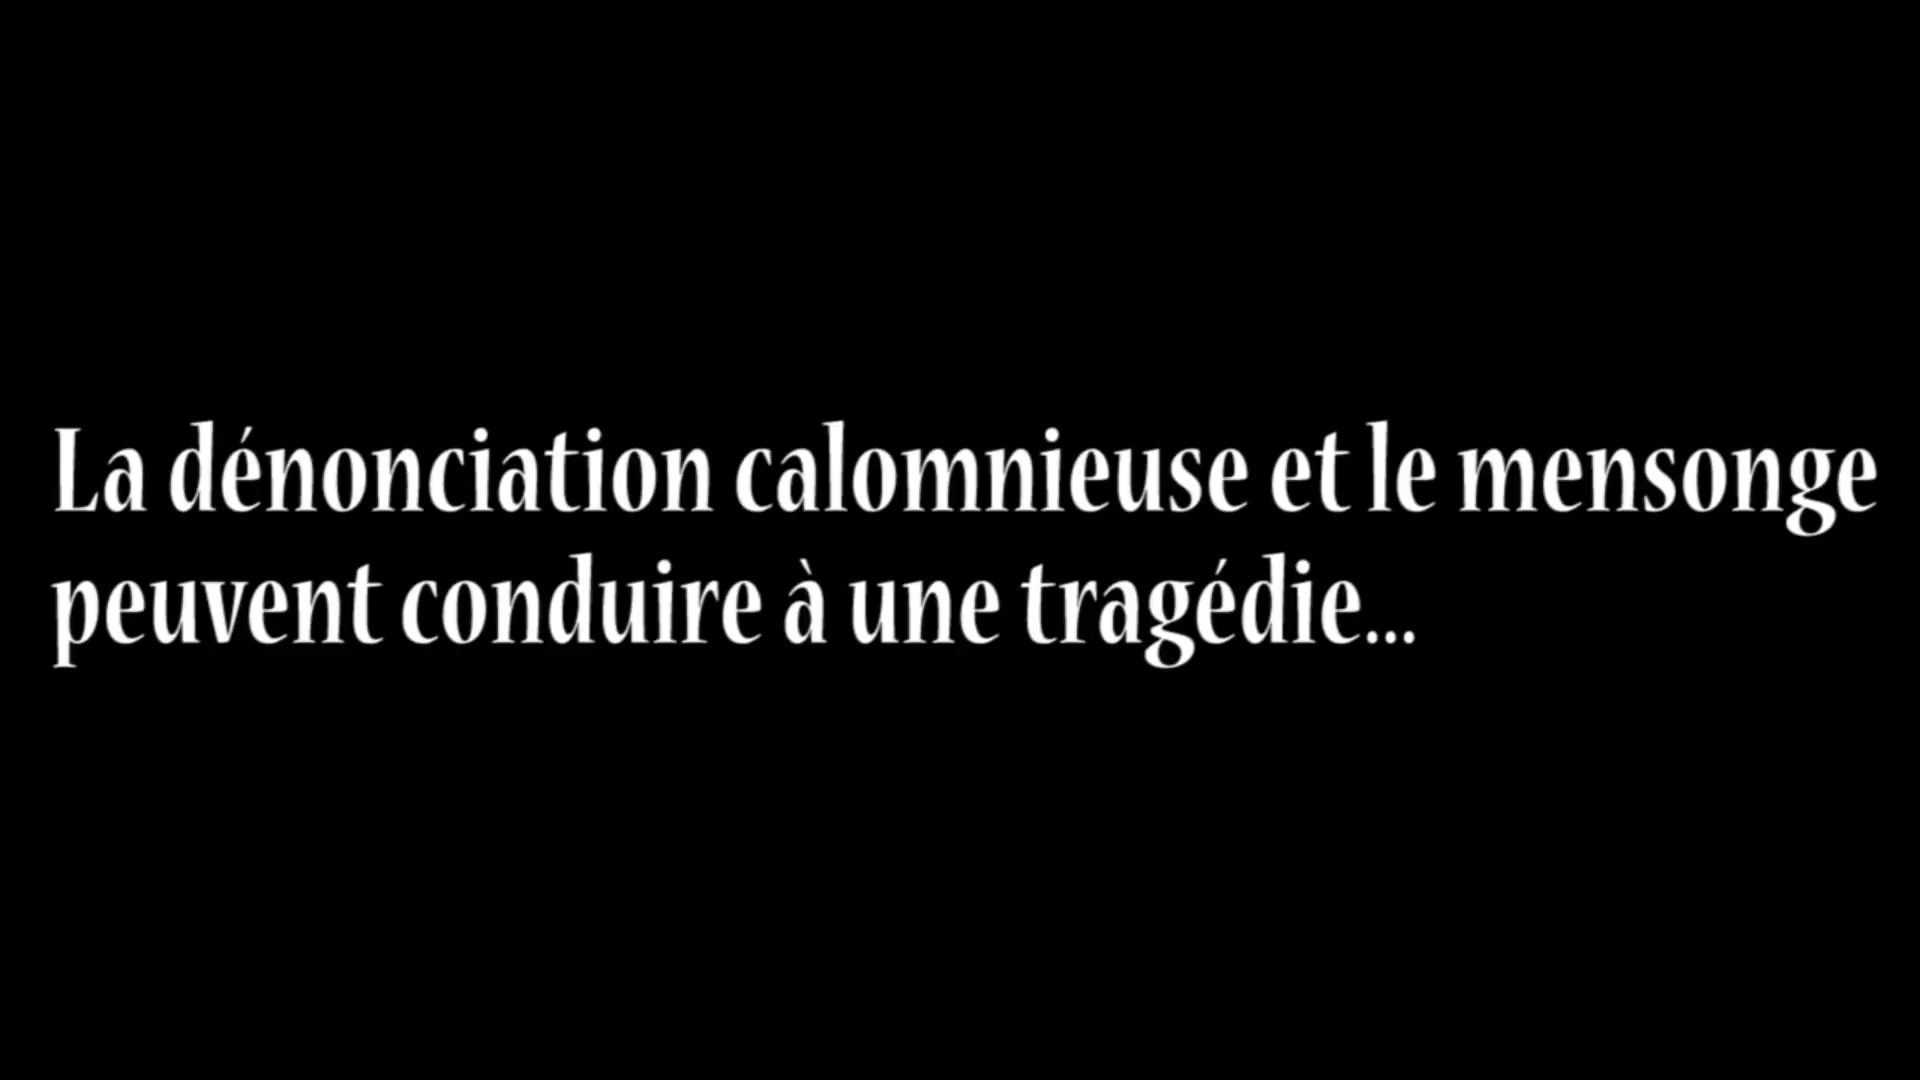 La dénonciation calomnieuse et le mensonge
peuvent conduire à une tragédie...